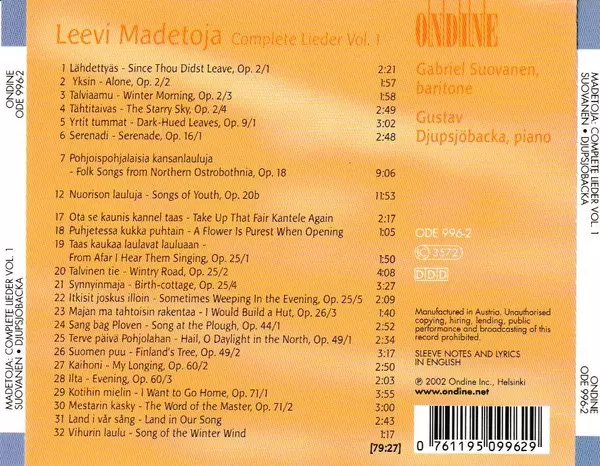 Leevi Madetoja Complete Lieder Vol. 1
1 Lähdettyäs - Since Thou Didst Leave, Op. 2/1 2:21
2 Yksin - Alone, Op. 2/2 1:57
3 Talviaamu - Winter Morning, Op. 2/3 1:58
4 Tähtitaivas - The Starry Sky, Op. 2/4 2:49
5 Yrtit tummat - Dark-Hued Leaves, Op. 9/1 3:02
6 Serenadi - Serenade, Op. 16/1 2:48
7 Pohjoispohjalaisia kansanlauluja
- Folk Songs from Northern Ostrobothnia, Op. 18 9:06
12 Nuorison lauluja - Songs of Youth, Op. 20b 11:53
17 Ota se kaunis kannel taas - Take Up That Fair Kantele Again 2:17
18 Puhjetessa kukka puhtain - A Flower Is Purest When Opening 1:05
19 Taas kaukaa laulavat lauluaan -
From Afar I Hear Them Singing, Op. 25/1 1:50
20 Talvinen tie - Wintry Road, Op. 25/2 4:08
21 Synnyinmaja - Birth-cottage, Op. 25/4 3:17
22 Itkisit joskus illoin - Sometimes Weeping In the Evening, Op. 25/5 2:09
23 Majan ma tahtoisin rakentaa - I Would Build a Hut, Op. 26/3 1:40
24 Sang bag Ploven - Song at the Plough, Op. 44/1 2:52
25 Terve päivä Pohjolahan - Hail, O Daylight in the North, Op. 49/1 3:41
26 Suomen puu - Finland's Tree, Op. 49/2 3:17
27 Kaihoni - My Longing, Op. 60/2 2:52
28 Ilta - Evening, Op. 60/3 2:03
29 Kotihin mielin - I Want to Go Home, Op. 71/1 3:31
30 Mestarin käsky - The Word of the Master, Op. 71/2 3:42
31 Land i vår sång - Land in Our Song 2:34
32 Vihurin laulu - Song of the Winter Wind 1:17
[79:27]
ONDINE
Gabriel Suovanen,
baritone
Gustav
Djupsjöbacka, piano
ODE 996-2
LC 3572
DDD
Manufactured in Austria. Unauthorised
copying, hiring, lending, public
performance and broadcasting of this
record prohibited.
SLEEVE NOTES AND LYRICS
IN ENGLISH
℗ © 2002 Ondine Inc., Helsinki
www.ondine.net
0 761195 099629
MADETOJA: COMPLETE LIEDER VOL. 1
SUOVANEN • DJUPSJÖBACKA
ONDINE
ODE 996-2
MADETOJA: COMPLETE LIEDER VOL. 1
SUOVANEN • DJUPSJÖBACKA
ONDINE
ODE 996-2